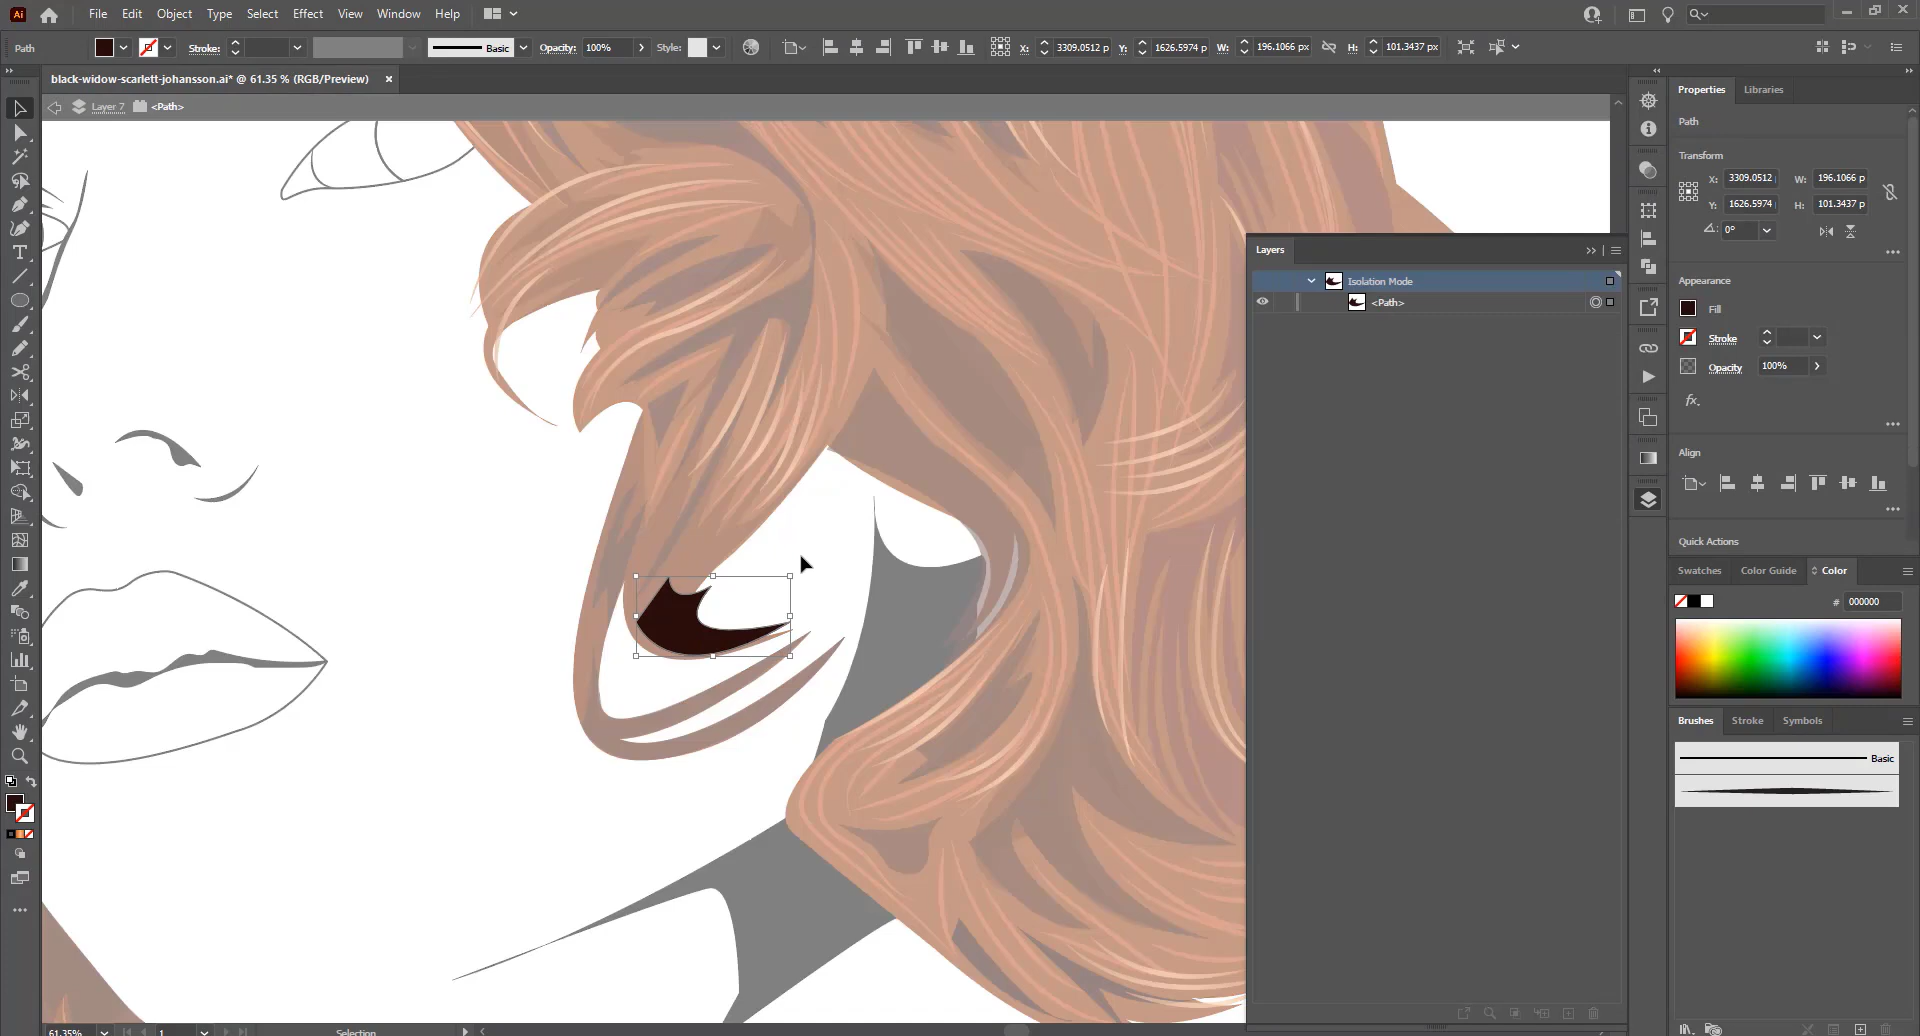 Ai File Edit Object Type Select Effect View Window Help
Path Stroke: Basic Opacity: 100% Style: X: 3309.0512 p Y: 1626.5974 p W: 196.1066 px H: 101.3437 px
black-widow-scarlett-johansson.ai* @ 61.35 % (RGB/Preview) ×
Layer 7 <Path>
Properties Libraries
Path
Transform
X: 3309.0512 W: 196.1066 p
Y: 1626.5974 H: 101.3437 p
0°
Appearance
Fill
Stroke
Opacity 100%
fx.
Align
Quick Actions
Swatches Color Guide Color
# 000000
Brushes Stroke Symbols
Basic
Layers
Isolation Mode
<Path>
61.35% 1 Selection